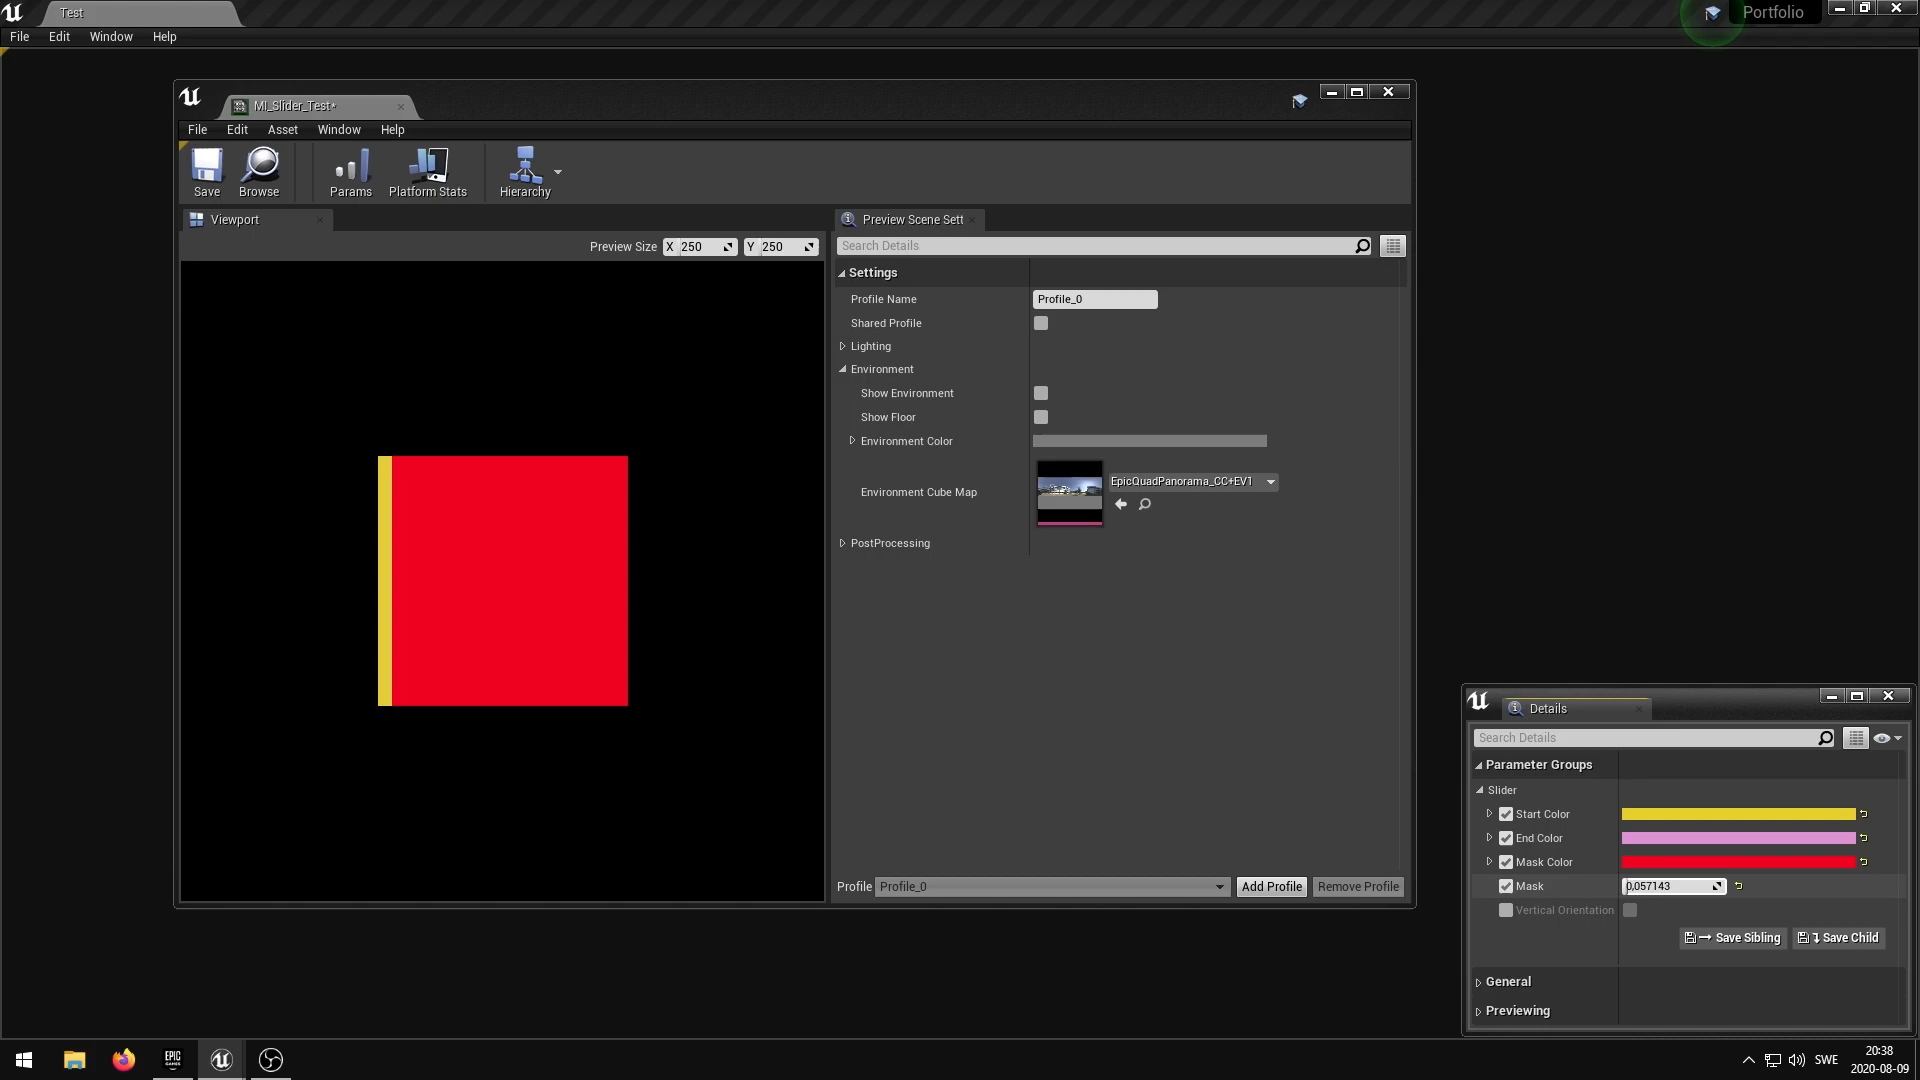 Test
Portfolio
File Edit Window Help
MI_Slider_Test*
File Edit Asset Window Help
Save Browse Params Platform Stats Hierarchy
Viewport
Preview Scene Sett
Preview Size X 250 Y 250
Search Details
Settings
Profile Name Profile_0
Shared Profile
Lighting
Environment
Show Environment
Show Floor
Environment Color
Environment Cube Map EpicQuadPanorama_CC+EV1
PostProcessing
Profile Profile_0 Add Profile Remove Profile
Details
Search Details
Parameter Groups
Slider
Start Color
End Color
Mask Color
Mask 0,057143
Vertical Orientation
Save Sibling Save Child
General
Previewing
EPIC
GAMES
SWE
20:38
2020-08-09